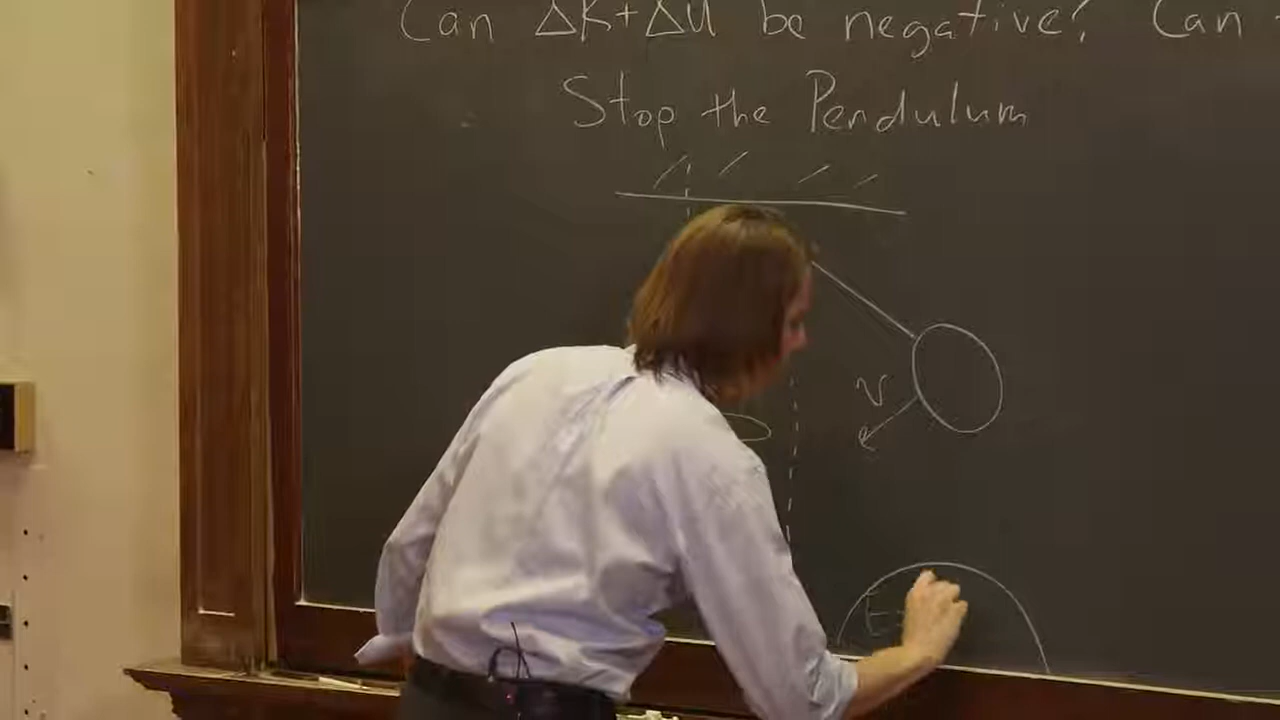 Can ΔK+ΔU be negative? Can
Stop the Pendulum
v
E